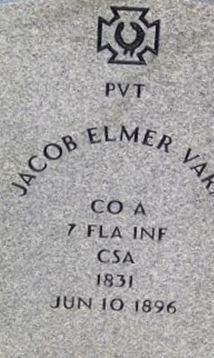 PVT
JACOB ELMER
CO A
7 FLA INF
CSA
1831
JUN 10 1896